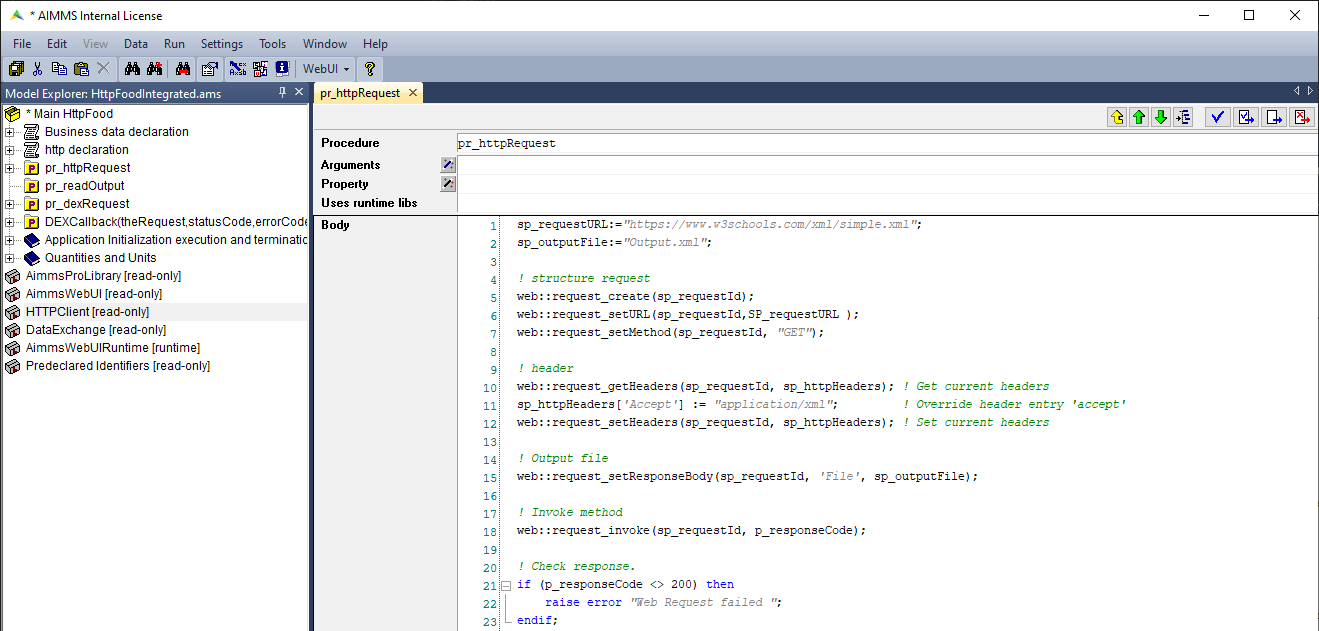 * AIMMS Internal License
File Edit View Data Run Settings Tools Window Help
WebUI
Model Explorer: HttpFoodIntegrated.ams
* Main HttpFood
Business data declaration
http declaration
pr_httpRequest
pr_readOutput
pr_dexRequest
DEXCallback(theRequest,statusCode,errorCode
Application Initialization execution and terminatic
Quantities and Units
AimmsProLibrary [read-only]
AimmsWebUI [read-only]
HTTPClient [read-only]
DataExchange [read-only]
AimmsWebUIRuntime [runtime]
Predeclared Identifiers [read-only]
pr_httpRequest
Procedure pr_httpRequest
Arguments
Property
Uses runtime libs
Body
1 sp_requestURL:="https://www.w3schools.com/xml/simple.xml";
2 sp_outputFile:="Output.xml";
3
4 ! structure request
5 web::request_create(sp_requestId);
6 web::request_setURL(sp_requestId,SP_requestURL );
7 web::request_setMethod(sp_requestId, "GET");
8
9 ! header
10 web::request_getHeaders(sp_requestId, sp_httpHeaders); ! Get current headers
11 sp_httpHeaders['Accept'] := "application/xml"; ! Override header entry 'accept'
12 web::request_setHeaders(sp_requestId, sp_httpHeaders); ! Set current headers
13
14 ! Output file
15 web::request_setResponseBody(sp_requestId, 'File', sp_outputFile);
16
17 ! Invoke method
18 web::request_invoke(sp_requestId, p_responseCode);
19
20 ! Check response.
21 if (p_responseCode <> 200) then
22 raise error "Web Request failed ";
23 endif;